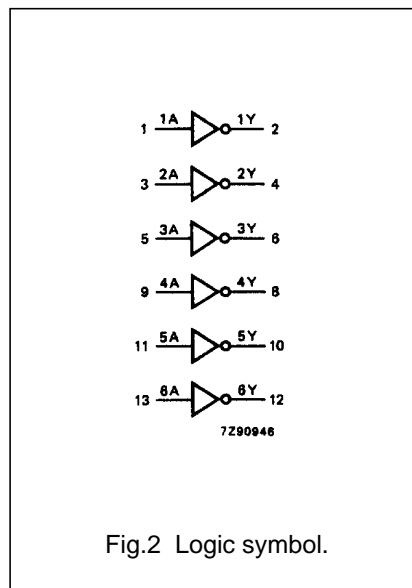 1 1A 1Y 2
3 2A 2Y 4
5 3A 3Y 6
9 4A 4Y 8
11 5A 5Y 10
13 6A 6Y 12
7Z90946
Fig.2 Logic symbol.